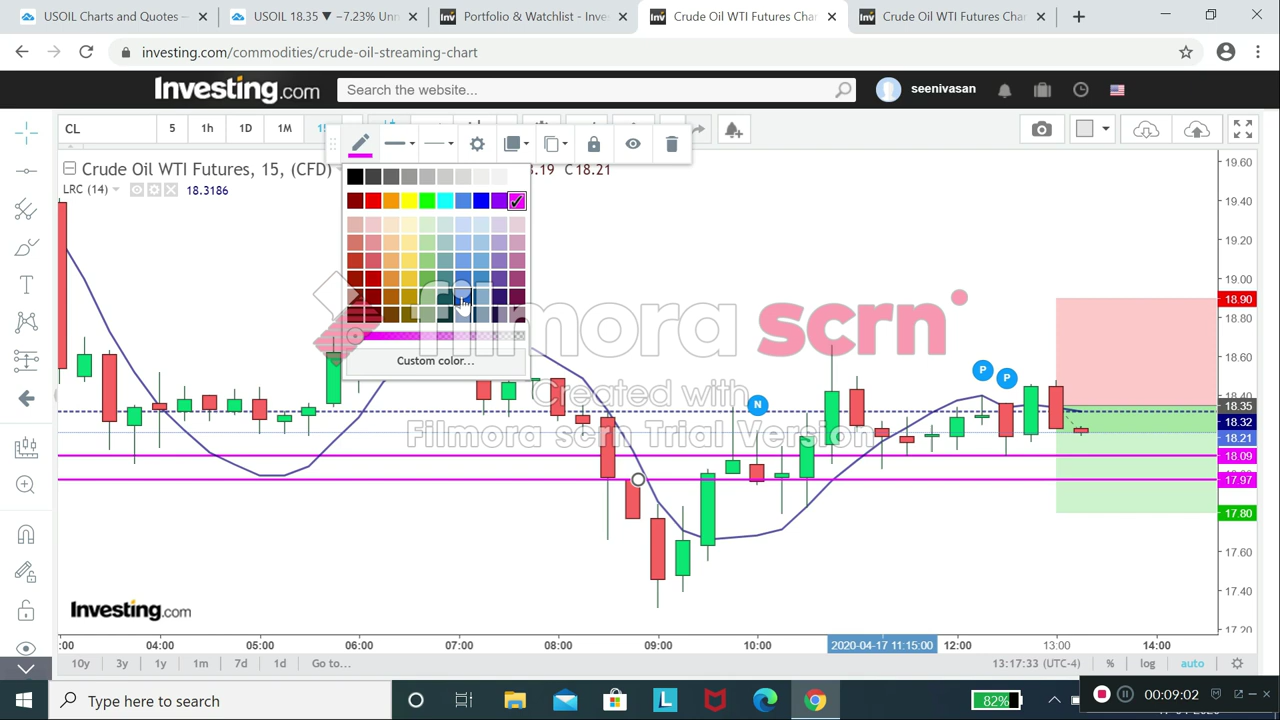 USOIL Charts and Quotes –
USOIL 18.35 ▼ −7.23% Unn
Portfolio & Watchlist - Inve
Crude Oil WTI Futures Char
Crude Oil WTI Futures Char
investing.com/commodities/crude-oil-streaming-chart
Investing.com
Search the website...
seenivasan
CL
5
1h
1D
1M
Crude Oil WTI Futures, 15, (CFD)
C18.21
LRC (14)
18.3186
Custom color...
filmora scrn
Created with
Filmora scrn Trial Version
N
P
P
19.60
19.40
19.20
19.00
18.90
18.80
18.60
18.40
18.35
18.32
18.21
18.09
17.97
17.80
17.60
17.40
17.20
Investing.com
:00
04:00
05:00
06:00
07:00
08:00
09:00
10:00
2020-04-17 11:15:00
12:00
13:00
14:00
10y
3y
1y
1m
7d
1d
Go to...
13:17:33 (UTC-4)
%
log
auto
Type here to search
82%
00:09:02